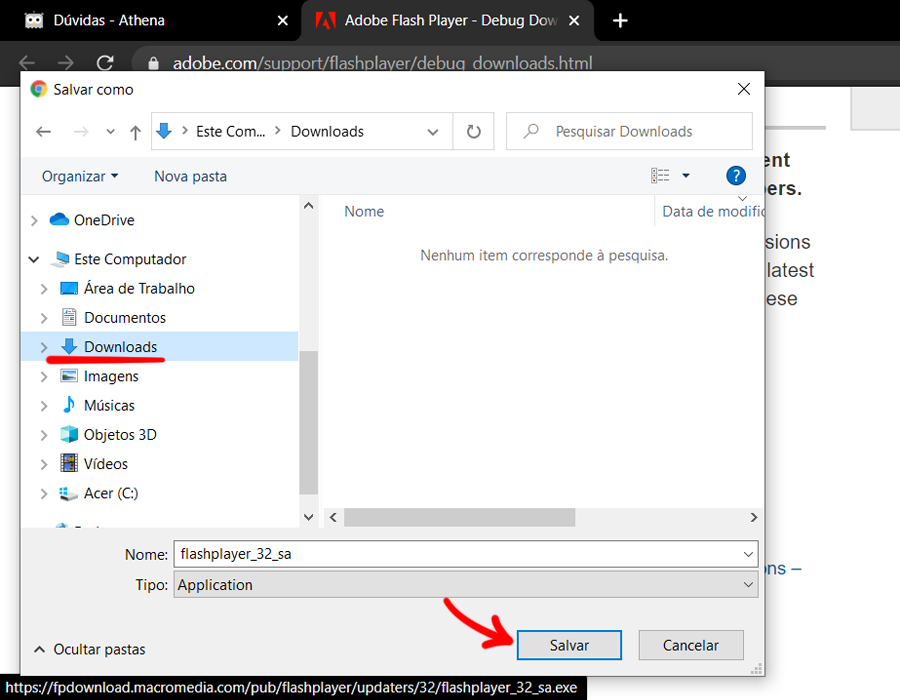 Dúvidas - Athena
Adobe Flash Player - Debug Dow
adobe.com/support/flashplayer/debug_downloads.html
Salvar como
Este Com...
Downloads
Pesquisar Downloads
Organizar
Nova pasta
?
OneDrive
Este Computador
Área de Trabalho
Documentos
Downloads
Imagens
Músicas
Objetos 3D
Vídeos
Acer (C:)
Nome
Data de modific
Nenhum item corresponde à pesquisa.
ent
ers.
sions
latest
ese
ons –
Nome: flashplayer_32_sa
Tipo: Application
Ocultar pastas
Salvar
Cancelar
https://fpdownload.macromedia.com/pub/flashplayer/updaters/32/flashplayer_32_sa.exe